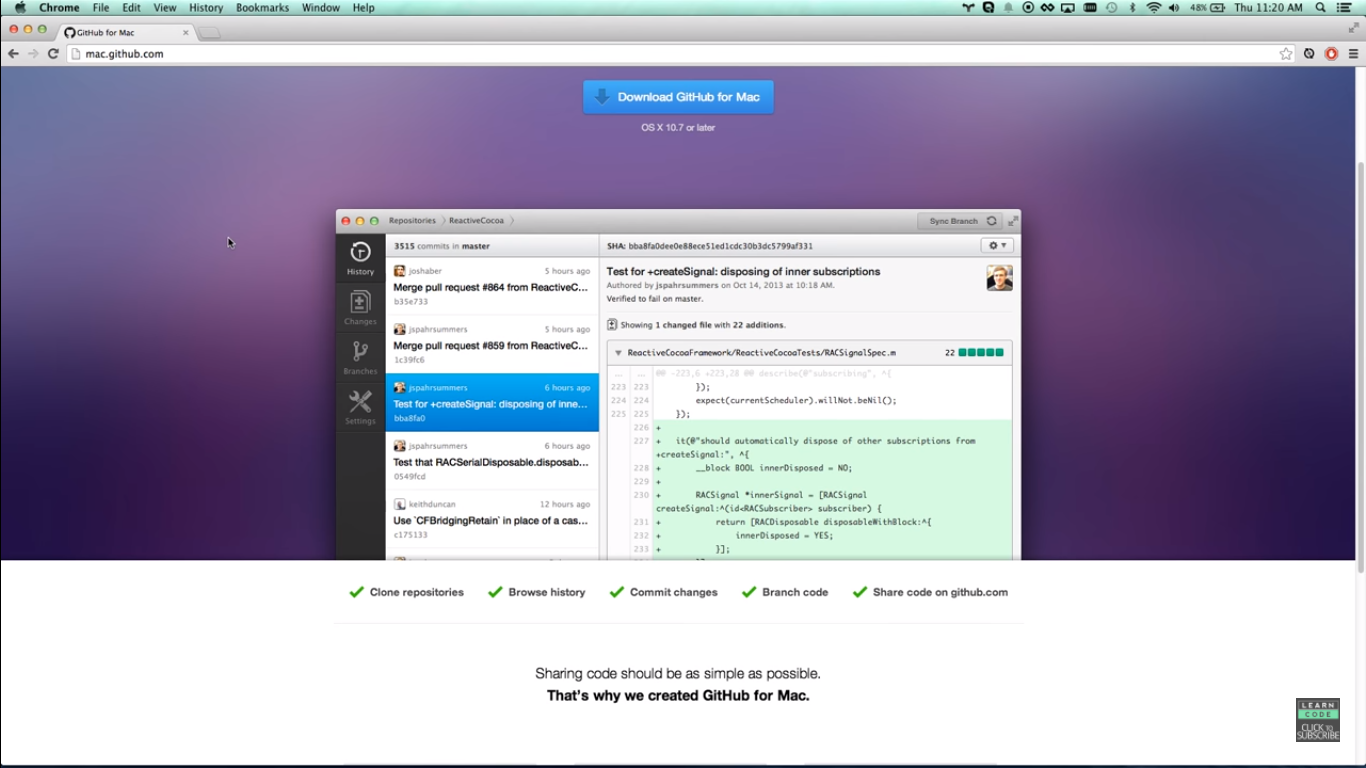 Chrome File Edit View History Bookmarks Window Help
48% Thu 11:20 AM
GitHub for Mac
mac.github.com
Download GitHub for Mac
OS X 10.7 or later
Repositories ReactiveCocoa
Sync Branch
History
Changes
Branches
Settings
3515 commits in master
joshaber 5 hours ago
Merge pull request #864 from ReactiveC...
b35e733
jspahrsummers 5 hours ago
Merge pull request #859 from ReactiveC...
1c39fc6
jspahrsummers 6 hours ago
Test for +createSignal: disposing of inne...
bba8fa0
jspahrsummers 6 hours ago
Test that RACSerialDisposable.disposab...
0549fcd
keithduncan 12 hours ago
Use `CFBridgingRetain` in place of a cas...
c175133
SHA: bba8fa0dee0e88ece51ed1cdc30b3dc5799af331
Test for +createSignal: disposing of inner subscriptions
Authored by jspahrsummers on Oct 14, 2013 at 10:18 AM.
Verified to fail on master.
Showing 1 changed file with 22 additions.
ReactiveCocoaFramework/ReactiveCocoaTests/RACSignalSpec.m 22
... ... @@ -223,6 +223,28 @@ describe(@"subscribing", ^{
223 223 });
224 224 expect(currentScheduler).willNot.beNil();
225 225 });
226 +
227 + it(@"should automatically dispose of other subscriptions from
+createSignal:", ^{
228 + __block BOOL innerDisposed = NO;
229 +
230 + RACSignal *innerSignal = [RACSignal
createSignal:^(id<RACSubscriber> subscriber) {
231 + return [RACDisposable disposableWithBlock:^{
232 + innerDisposed = YES;
233 + }];
Clone repositories
Browse history
Commit changes
Branch code
Share code on github.com
Sharing code should be as simple as possible.
That's why we created GitHub for Mac.
LEARN
CODE
CLICK TO
SUBSCRIBE